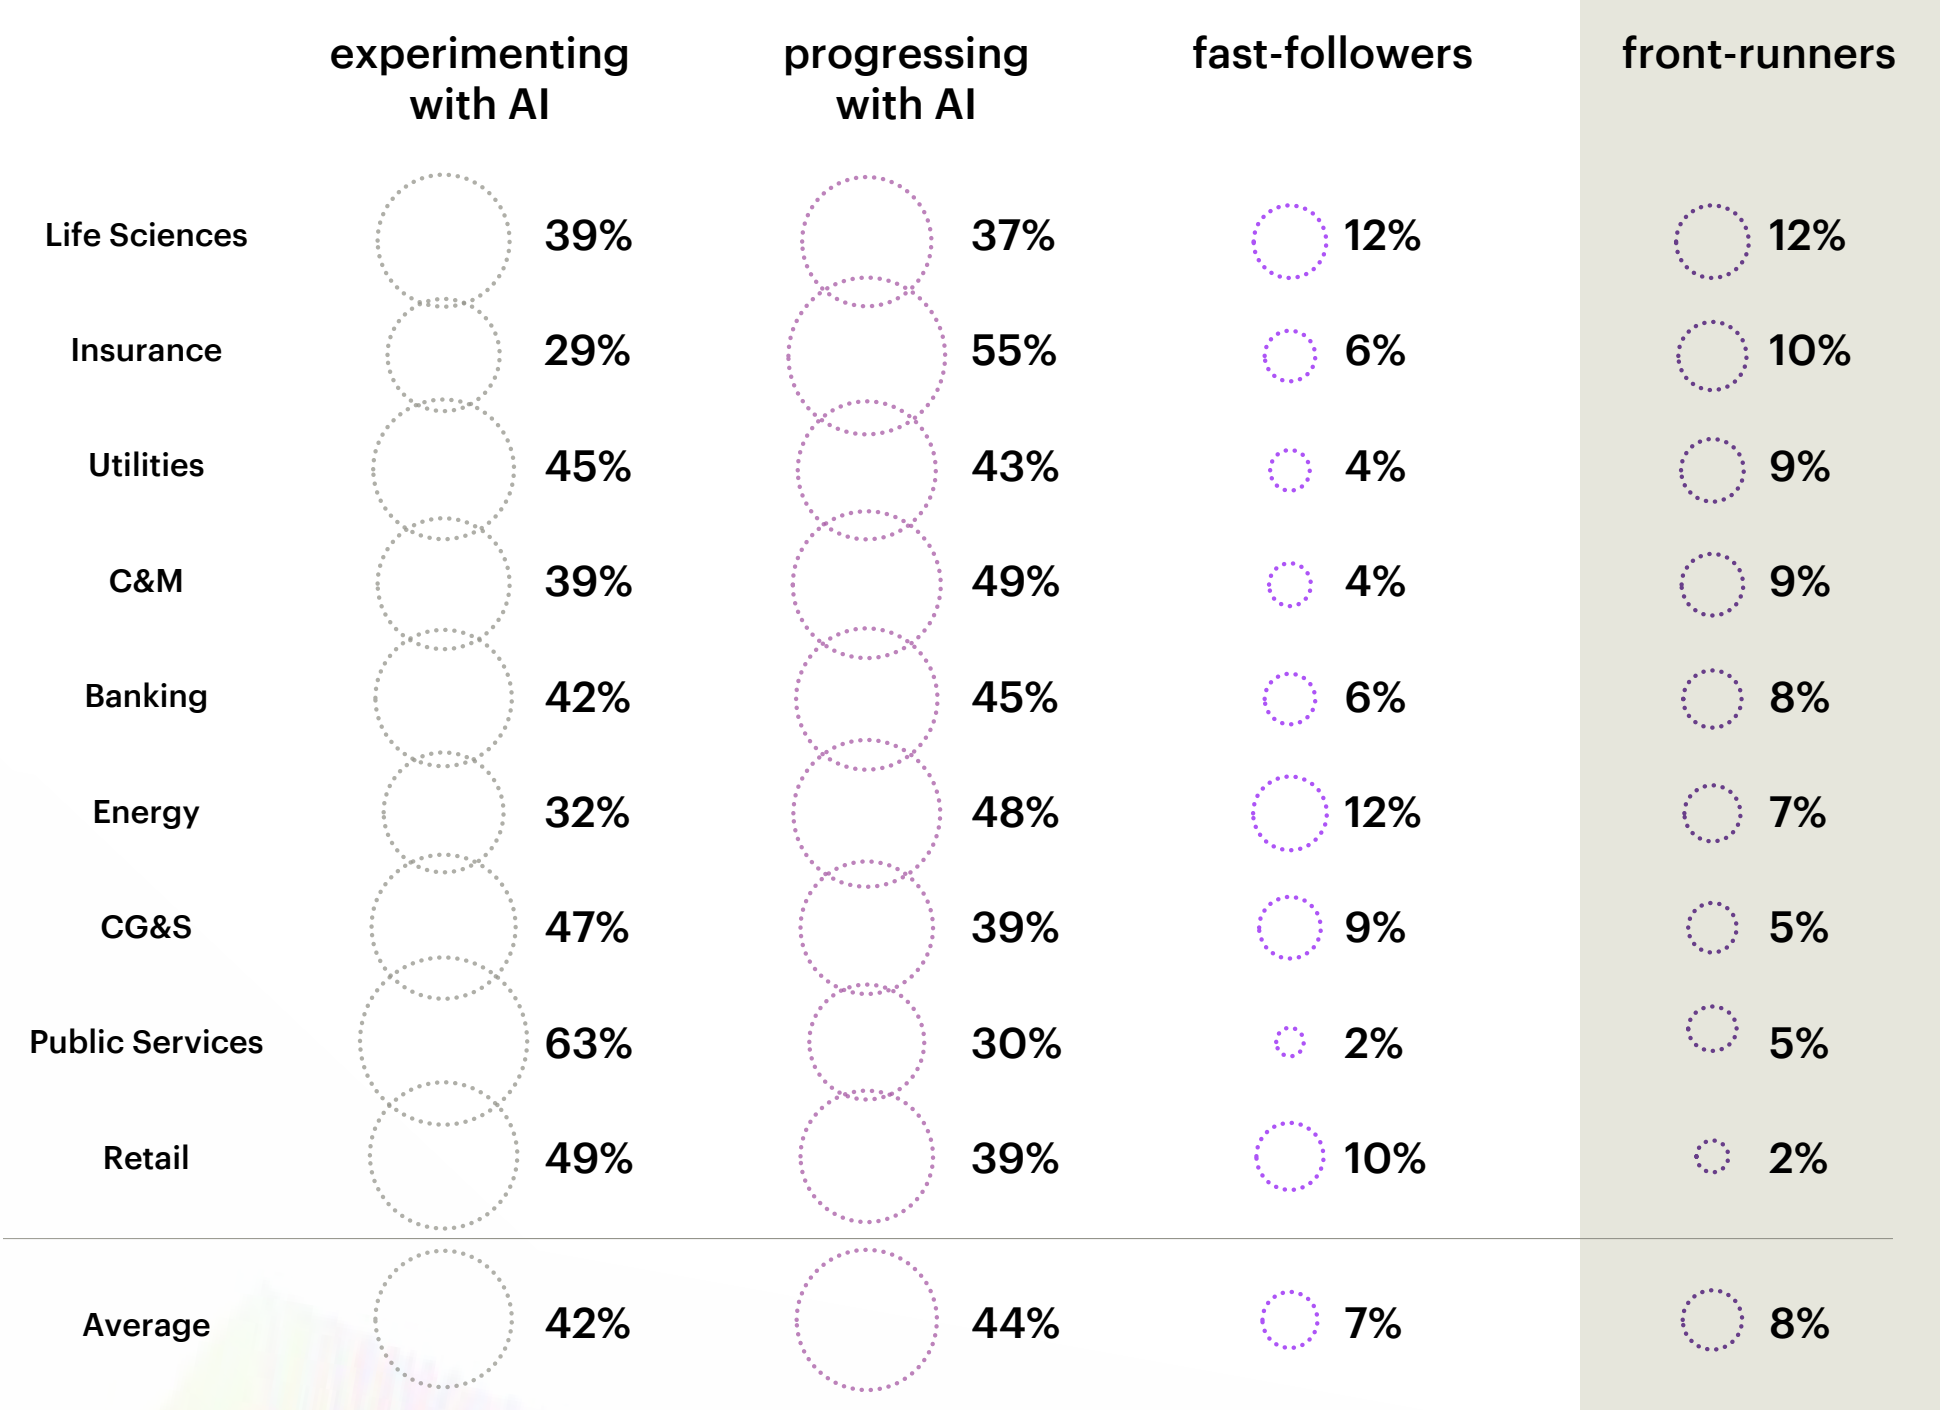 experimenting
with AI
progressing
with AI
fast-followers
front-runners
Life Sciences 39% 37% 12% 12%
Insurance 29% 55% 6% 10%
Utilities 45% 43% 4% 9%
C&M 39% 49% 4% 9%
Banking 42% 45% 6% 8%
Energy 32% 48% 12% 7%
CG&S 47% 39% 9% 5%
Public Services 63% 30% 2% 5%
Retail 49% 39% 10% 2%
Average 42% 44% 7% 8%